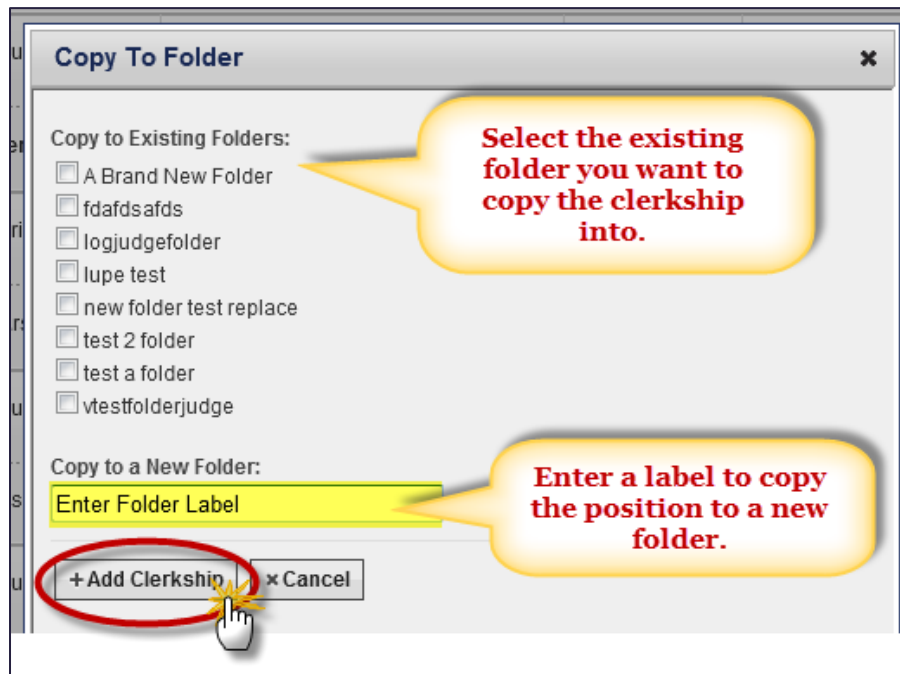 Copy To Folder
Copy to Existing Folders:
A Brand New Folder
fdafdsafds
logjudgefolder
lupe test
new folder test replace
test 2 folder
test a folder
vtestfolderjudge
Select the existing
folder you want to
copy the clerkship
into.
Copy to a New Folder:
Enter Folder Label
Enter a label to copy
the position to a new
folder.
+Add Clerkship
×Cancel